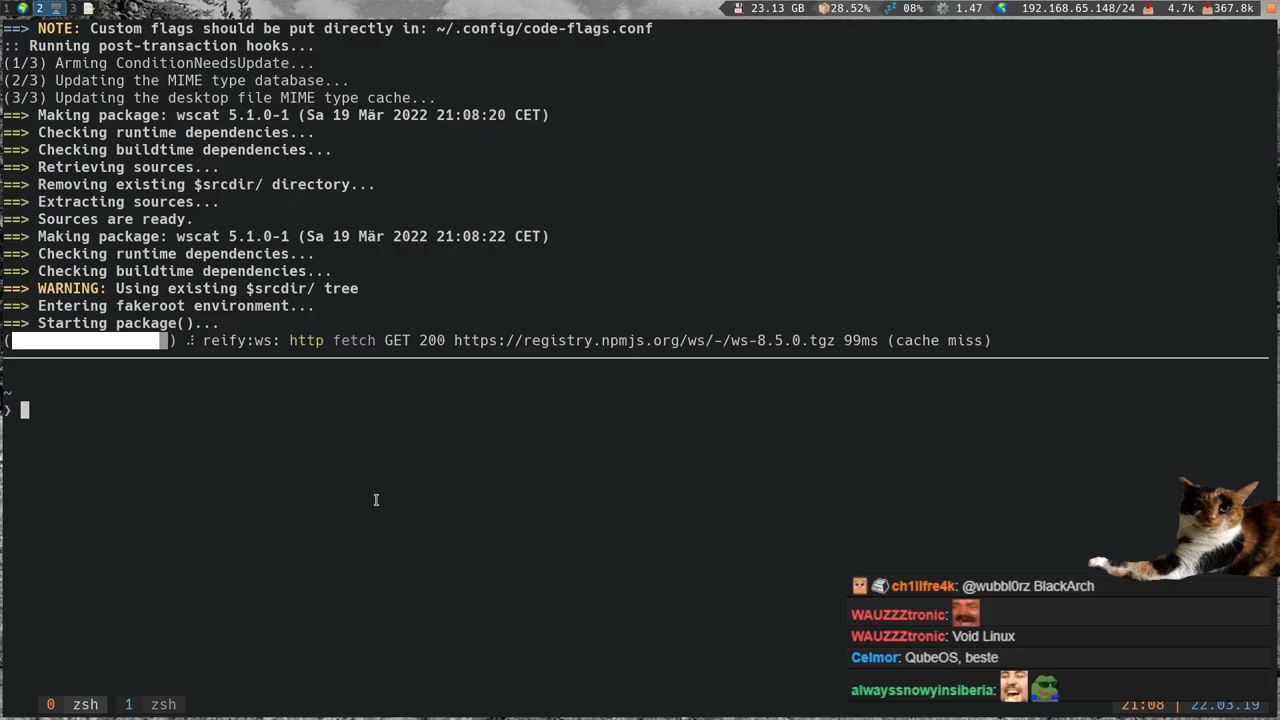 1 2 3 23.13 GB 28.52% 08% 1.47 192.168.65.148/24 4.7k 367.8k
==> NOTE: Custom flags should be put directly in: ~/.config/code-flags.conf
:: Running post-transaction hooks...
(1/3) Arming ConditionNeedsUpdate...
(2/3) Updating the MIME type database...
(3/3) Updating the desktop file MIME type cache...
==> Making package: wscat 5.1.0-1 (Sa 19 Mär 2022 21:08:20 CET)
==> Checking runtime dependencies...
==> Checking buildtime dependencies...
==> Retrieving sources...
==> Removing existing $srcdir/ directory...
==> Extracting sources...
==> Sources are ready.
==> Making package: wscat 5.1.0-1 (Sa 19 Mär 2022 21:08:22 CET)
==> Checking runtime dependencies...
==> Checking buildtime dependencies...
==> WARNING: Using existing $srcdir/ tree
==> Entering fakeroot environment...
==> Starting package()...
( ) ⠼ reify:ws: http fetch GET 200 https://registry.npmjs.org/ws/-/ws-8.5.0.tgz 99ms (cache miss)
~
❯
ch1llfre4k: @wubbl0rz BlackArch
WAUZZZtronic:
WAUZZZtronic: Void Linux
Celmor: QubeOS, beste
alwayssnowyinsiberia:
0 zsh 1 zsh 21:08 | 22.03.19